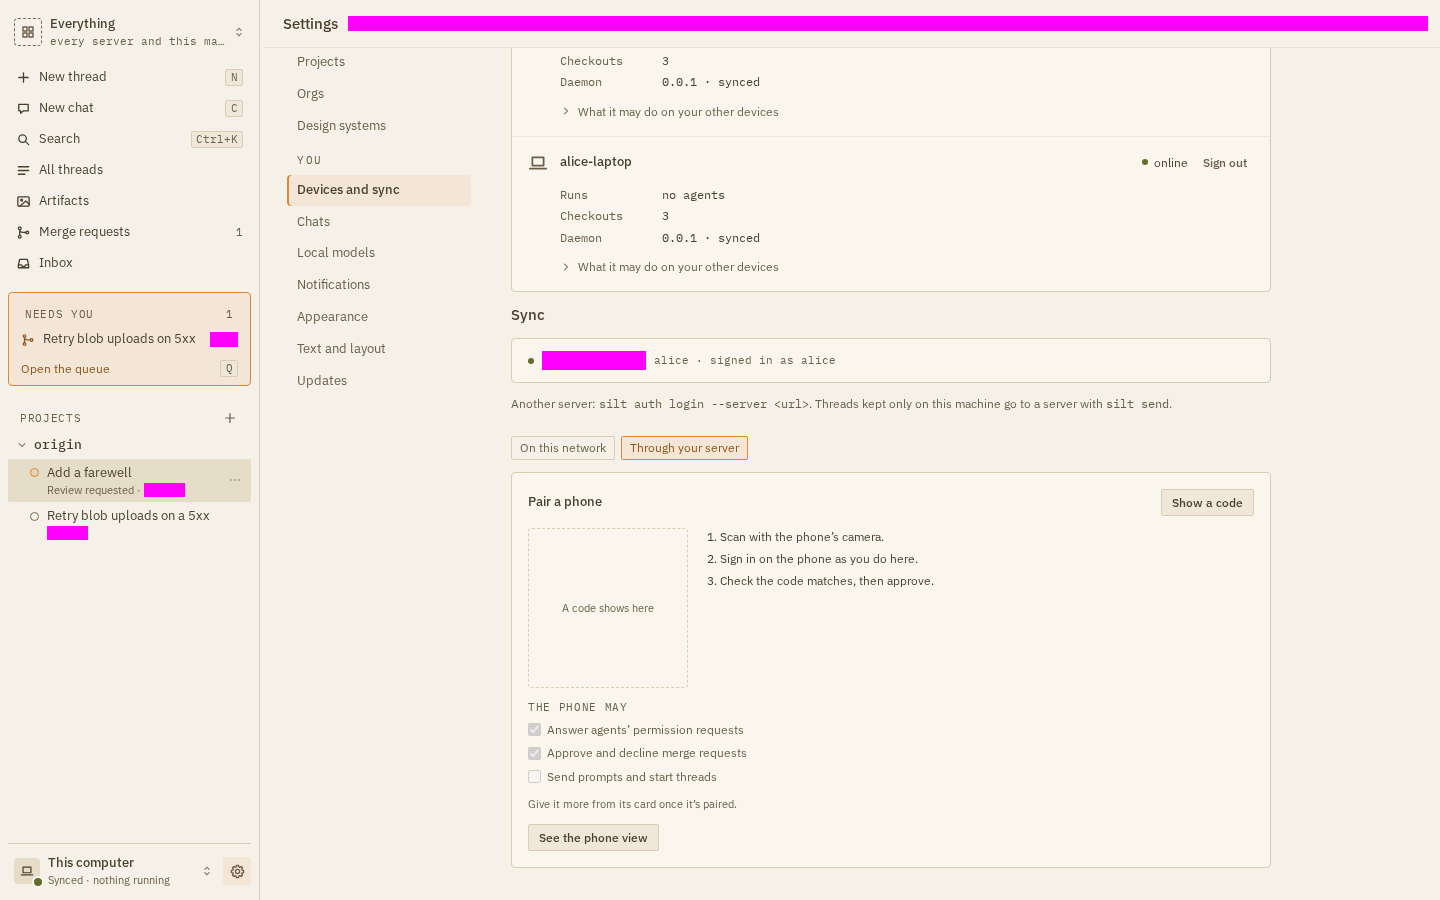 Everything
every server and this ma…
New thread N
New chat C
Search Ctrl+K
All threads
Artifacts
Merge requests 1
Inbox
NEEDS YOU 1
Retry blob uploads on 5xx
Open the queue Q
PROJECTS
origin
Add a farewell
Review requested ·
Retry blob uploads on a 5xx
This computer
Synced · nothing running
Settings
Projects
Orgs
Design systems
YOU
Devices and sync
Chats
Local models
Notifications
Appearance
Text and layout
Updates
Checkouts 3
Daemon 0.0.1 · synced
What it may do on your other devices
alice-laptop online Sign out
Runs no agents
Checkouts 3
Daemon 0.0.1 · synced
What it may do on your other devices
Sync
alice · signed in as alice
Another server: silt auth login --server <url>. Threads kept only on this machine go to a server with silt send.
On this network Through your server
Pair a phone Show a code
A code shows here
1. Scan with the phone’s camera.
2. Sign in on the phone as you do here.
3. Check the code matches, then approve.
THE PHONE MAY
Answer agents’ permission requests
Approve and decline merge requests
Send prompts and start threads
Give it more from its card once it’s paired.
See the phone view